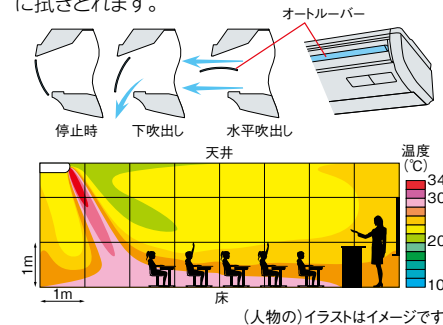 に拭されます。
オートルーバー
停止時
下吹出し
水平吹出し
天井
温度
(℃)
34
30
20
10
1m
1m
床
(人物の)イラストはイメージです